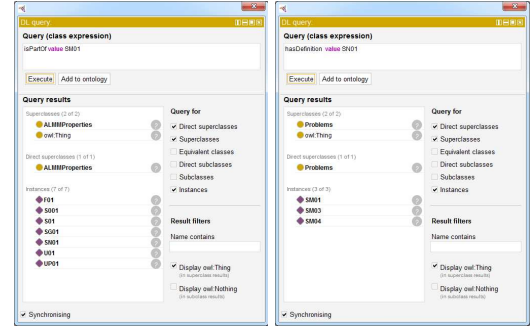 DL query:
Query (class expression)
isPartOf value SM01
Execute Add to ontology
Query results
Superclasses (2 of 2)
ALMMProperties
owl:Thing
Direct superclasses (1 of 1)
ALMMProperties
Instances (7 of 7)
F01
S001
S01
SG01
SN01
U01
UP01
Query for
Direct superclasses
Superclasses
Equivalent classes
Direct subclasses
Subclasses
Instances
Result filters
Name contains
Display owl:Thing
(in superclass results)
Display owl:Nothing
(in subclass results)
Synchronising
DL query:
Query (class expression)
hasDefinition value SN01
Execute Add to ontology
Query results
Superclasses (2 of 2)
Problems
owl:Thing
Direct superclasses (1 of 1)
Problems
Instances (3 of 3)
SM01
SM03
SM04
Query for
Direct superclasses
Superclasses
Equivalent classes
Direct subclasses
Subclasses
Instances
Result filters
Name contains
Display owl:Thing
(in superclass results)
Display owl:Nothing
(in subclass results)
Synchronising